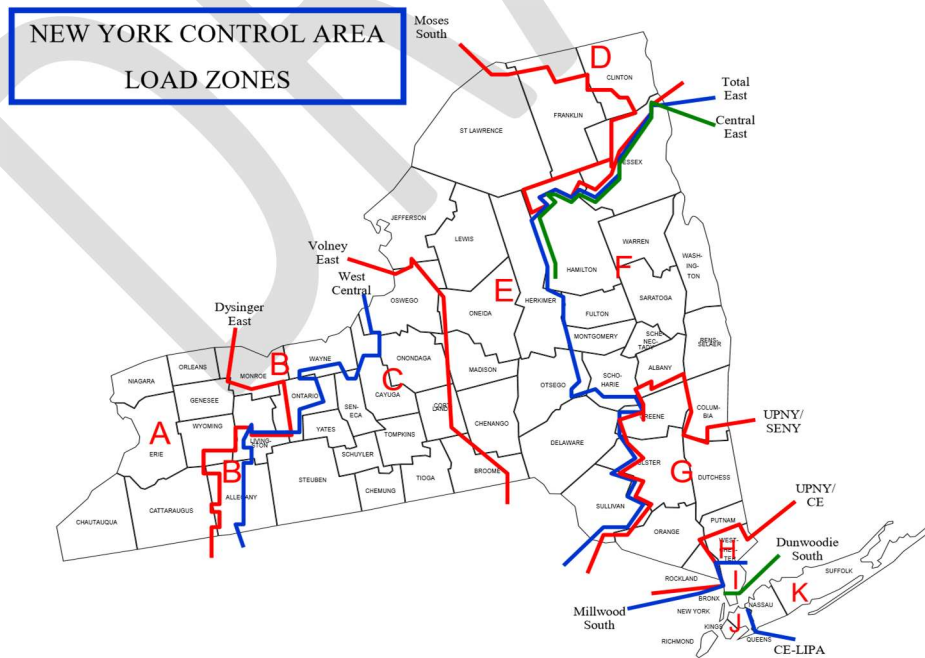 NEW YORK CONTROL AREA
LOAD ZONES
Moses
South
D
CLINTON
Total
East
FRANKLIN
Central
East
ST LAWRENCE
ESSEX
JEFFERSON
LEWIS
WARREN
WASH-
ING-
TON
Volney
East
West
Central
HAMILTON
F
E
OSWEGO
ONEIDA
HERKIMER
SARATOGA
FULTON
Dysinger
East
MONTGOMERY
SCHE-
NEC-
TADY
RENS-
SELAER
ORLEANS
MONROE
B
WAYNE
ONONDAGA
MADISON
NIAGARA
GENESEE
ONTARIO
SEN-
ECA
CAYUGA
C
CORT
LAND
OTSEGO
SCHO-
HARIE
ALBANY
A
ERIE
WYOMING
LIVING-
STON
YATES
TOMPKINS
CHENANGO
GREENE
COLUM-
BIA
UPNY/
SENY
B
SCHUYLER
DELAWARE
ULSTER
G
DUTCHESS
STEUBEN
CHEMUNG
TIOGA
BROOME
ALLEGANY
CATTARAUGUS
CHAUTAUQUA
SULLIVAN
ORANGE
PUTNAM
UPNY/
CE
WEST-
CHES-
TER
H
Dunwoodie
South
ROCKLAND
I
SUFFOLK
K
BRONX
NASSAU
Millwood
South
NEW YORK
KINGS
J
RICHMOND
QUEENS
CE-LIPA